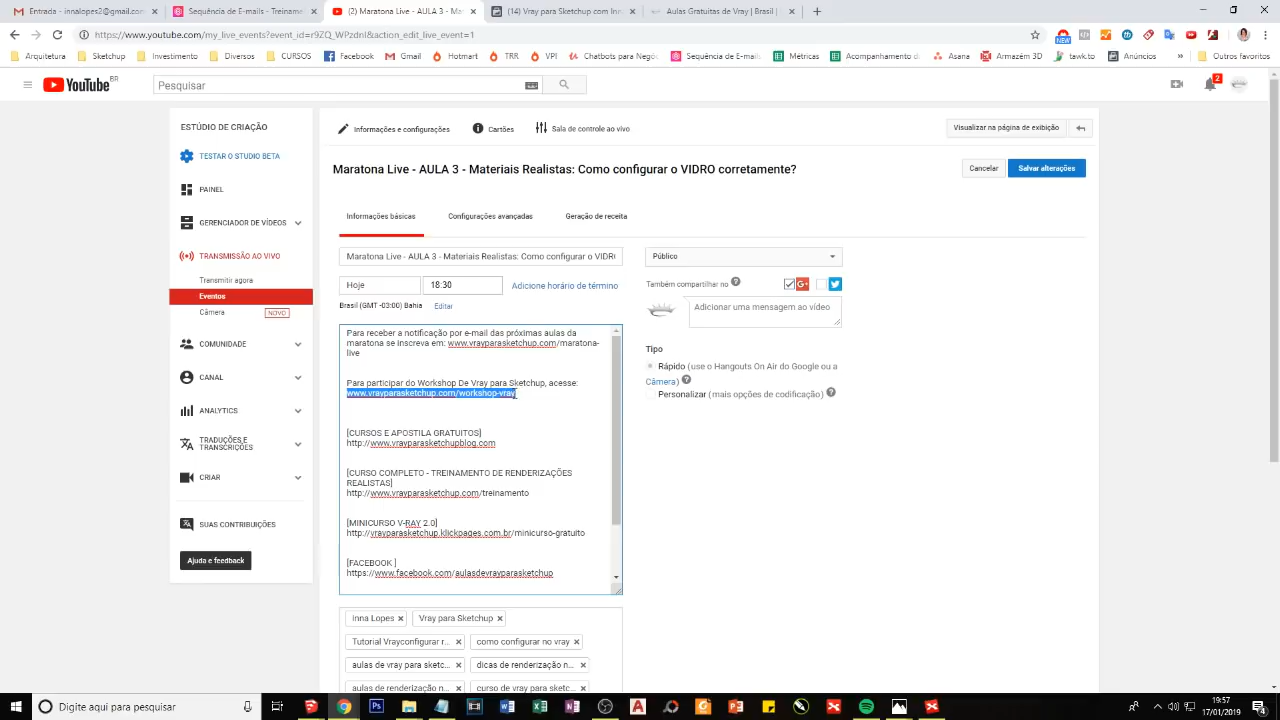 Entrada - innalopes2@gmail.com
Sequência de Email - Treiname
(2) Maratona Live - AULA 3 - M
(14) Vray para Sketchup com Inn
Aulas Gratuitas de Vray | Brasil |
https://www.youtube.com/my_live_events?event_id=r9ZQ_WPzdnI&action_edit_live_event=1
Arquitetura
Sketchup
Investimento
Diversão
CURSOS
Facebook
Gmail
Hotmart
TRR
VPI
Chatbots para Negó
Sequência de E-mail
Métricas
Asana
Armazém 3D
tawk.to
Anúncios
Outros favoritos
YouTube BR
Pesquisar
2
ESTÚDIO DE CRIAÇÃO
TESTAR O STUDIO BETA
PAINEL
GERENCIADOR DE VÍDEOS
TRANSMISSÃO AO VIVO
Transmitir agora
Eventos
Câmera NOVO
COMUNIDADE
CANAL
ANALYTICS
TRADUÇÕES E
TRANSCRIÇÕES
CRIAR
SUAS CONTRIBUIÇÕES
Ajuda e feedback
Informações e configurações
Cartões
Sala de controle ao vivo
Visualizar na página de exibição
Maratona Live - AULA 3 - Materiais Realistas: Como configurar o VIDRO corretamente?
Cancelar
Salvar alterações
Informações básicas
Configurações avançadas
Geração de receita
Maratona Live - AULA 3 - Materiais Realistas: Como configurar o VIDR
Hoje
18:30
Adicione horário de término
Brasil (GMT -03:00) Bahia
Editar
Para receber a notificação por e-mail das próximas aulas da
maratona se inscreva em: www.vrayparasketchup.com/maratona-
live
Para participar do Workshop De Vray para Sketchup, acesse:
www.vrayparasketchup.com/workshop-vray
[CURSOS E APOSTILA GRATUITOS]
http://www.vrayparasketchupblog.com
[CURSO COMPLETO - TREINAMENTO DE RENDERIZAÇÕES
REALISTAS]
http://www.vrayparasketchup.com/treinamento
[MINICURSO V-RAY 2.0]
http://vrayparasketchup.klickpages.com.br/minicurso-gratuito
[FACEBOOK ]
https://www.facebook.com/aulasdevrayparasketchup
Inna Lopes
Vray para Sketchup
Tutorial Vrayconfigurar r...
como configurar no vray
aulas de vray para sketc...
dicas de renderização n...
aulas de renderização n...
curso de vray para sketc...
Público
Também compartilhar no
Adicionar uma mensagem ao vídeo
Tipo
Rápido (use o Hangouts On Air do Google ou a
Câmera)
Personalizar (mais opções de codificação)
Digite aqui para pesquisar
19:57
17/01/2019